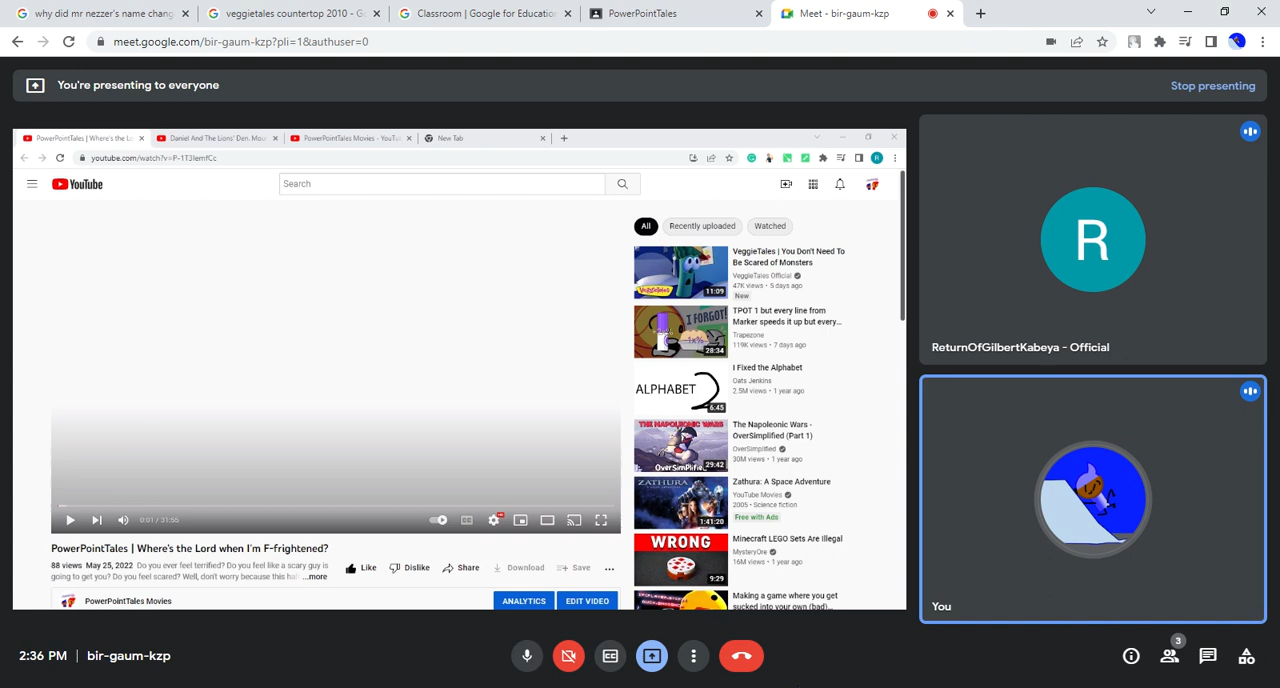 why did mr nezzer's name chang
veggietales countertop 2010 - G
Classroom | Google for Education
PowerPointTales
Meet - bir-gaum-kzp
meet.google.com/bir-gaum-kzp?pli=1&authuser=0
You're presenting to everyone
Stop presenting
PowerPointTales | Where's the Lo
Daniel And The Lions' Den. Mou
PowerPointTales Movies - YouTu
New Tab
youtube.com/watch?v=P-1T3lemfCc
R
YouTube
Search
All
Recently uploaded
Watched
VeggieTales | You Don't Need To
Be Scared of Monsters
VeggieTales Official
47K views • 5 days ago
New
11:09
TPOT 1 but every line from
Marker speeds it up but every...
Trapezone
119K views • 7 days ago
I FORGOT!
28:34
I Fixed the Alphabet
Oats Jenkins
2.5M views • 1 year ago
ALPHABET 2
6:45
The Napoleonic Wars -
OverSimplified (Part 1)
OverSimplified
30M views • 1 year ago
THE NAPOLEONIC WARS
OverSimplified
29:42
Zathura: A Space Adventure
YouTube Movies
2005 • Science fiction
Free with Ads
ZATHURA
1:41:20
Minecraft LEGO Sets Are Illegal
MysteryOre
16M views • 1 year ago
WRONG
9:29
Making a game where you get
sucked into your own (bad)...
0:01 / 31:55
PowerPointTales | Where's the Lord when I'm F-frightened?
88 views May 25, 2022 Do you ever feel terrified? Do you feel like a scary guy is
going to get you? Do you feel scared? Well, don't worry because this hal ...more
Like
Dislike
Share
Download
Save
PowerPointTales Movies
ANALYTICS
EDIT VIDEO
R
ReturnOfGilbertKabeya - Official
You
2:36 PM | bir-gaum-kzp
3